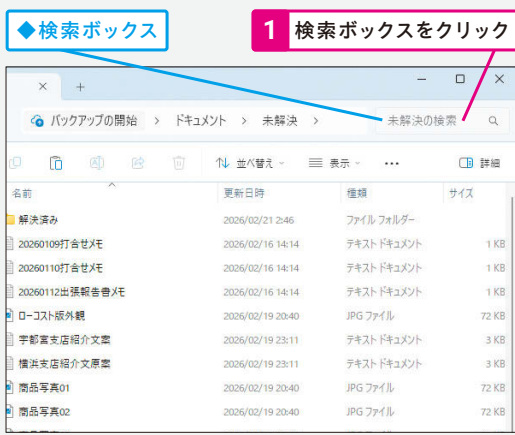 ◆検索ボックス
1 検索ボックスをクリック
バックアップの開始 > ドキュメント > 未解決 > 未解決の検索
並べ替え 表示 ... 詳細
名前 更新日時 種類 サイズ
解決済み 2026/02/21 2:46 ファイル フォルダー
20260109打合せメモ 2026/02/16 14:14 テキスト ドキュメント 1 KB
20260110打合せメモ 2026/02/16 14:14 テキスト ドキュメント 1 KB
20260112出張報告書メモ 2026/02/16 14:14 テキスト ドキュメント 1 KB
ローコスト版外観 2026/02/19 20:40 JPG ファイル 72 KB
宇都宮支店紹介文案 2026/02/19 23:11 テキスト ドキュメント 3 KB
横浜支店紹介文原案 2026/02/19 23:11 テキスト ドキュメント 3 KB
商品写真01 2026/02/19 20:40 JPG ファイル 72 KB
商品写真02 2026/02/19 20:40 JPG ファイル 72 KB